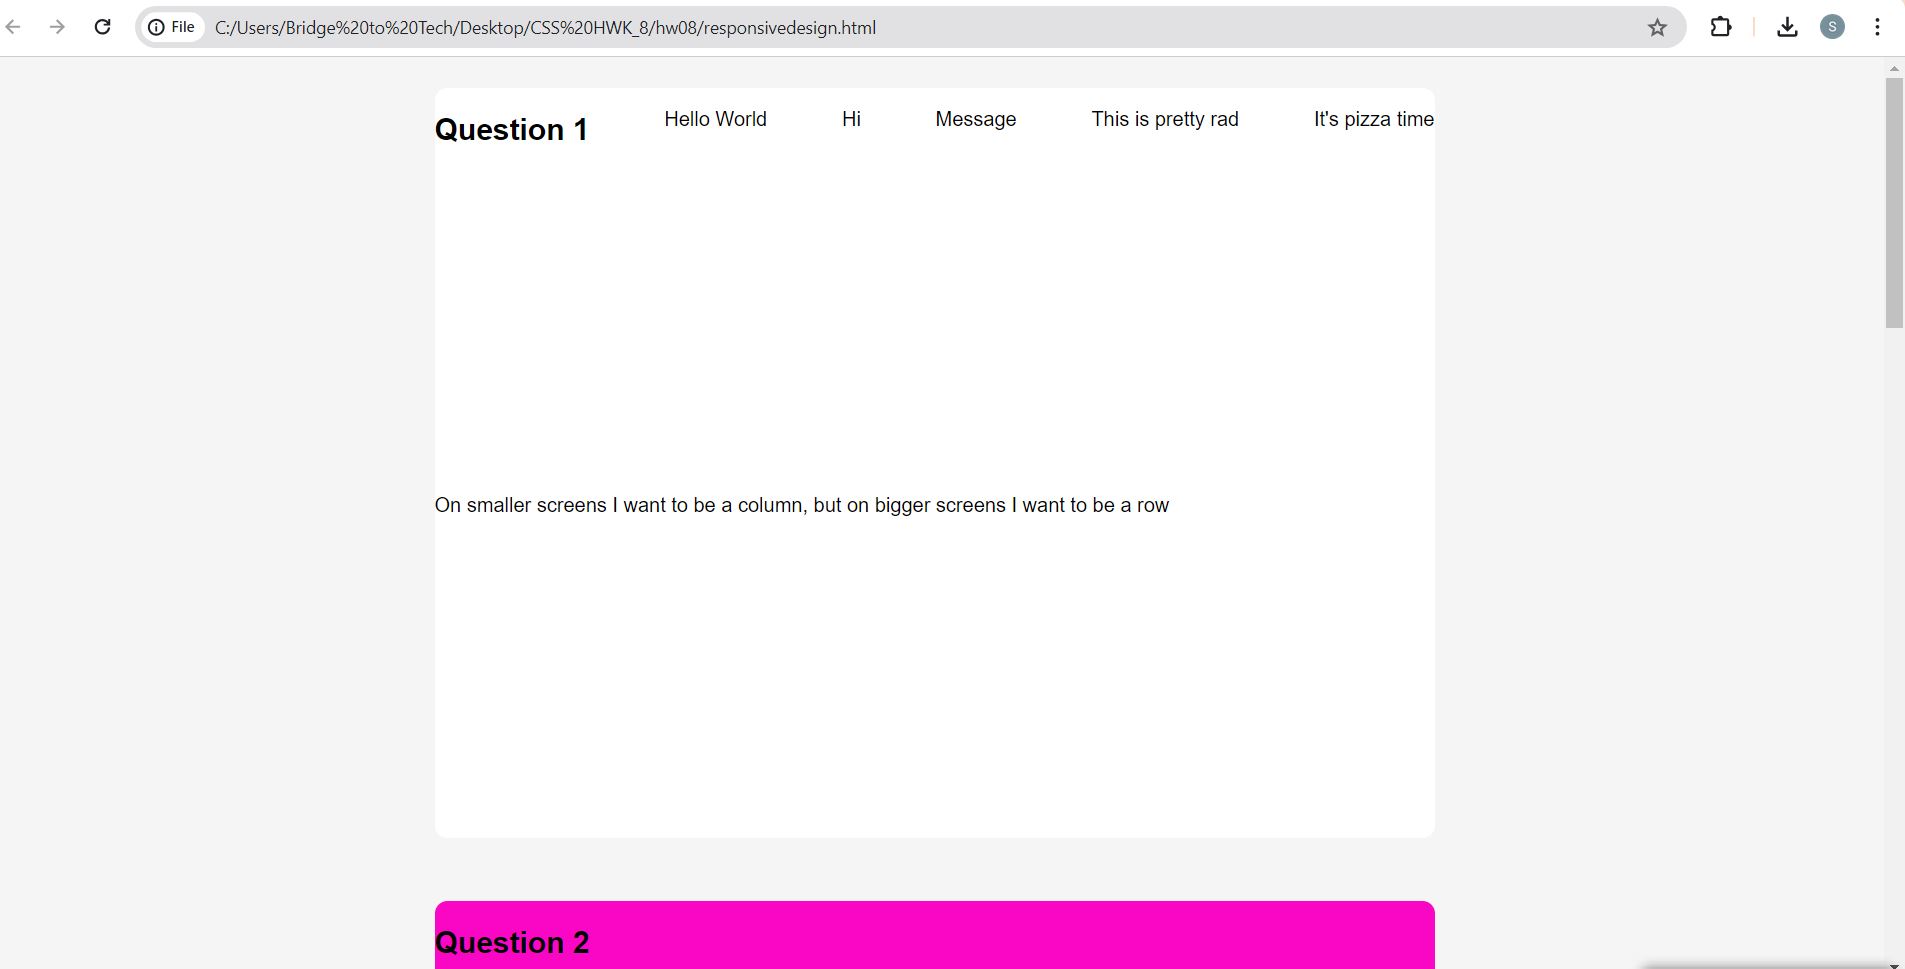 File C:/Users/Bridge%20to%20Tech/Desktop/CSS%20HWK_8/hw08/responsivedesign.html S
Question 1 Hello World Hi Message This is pretty rad It's pizza time
On smaller screens I want to be a column, but on bigger screens I want to be a row
Question 2